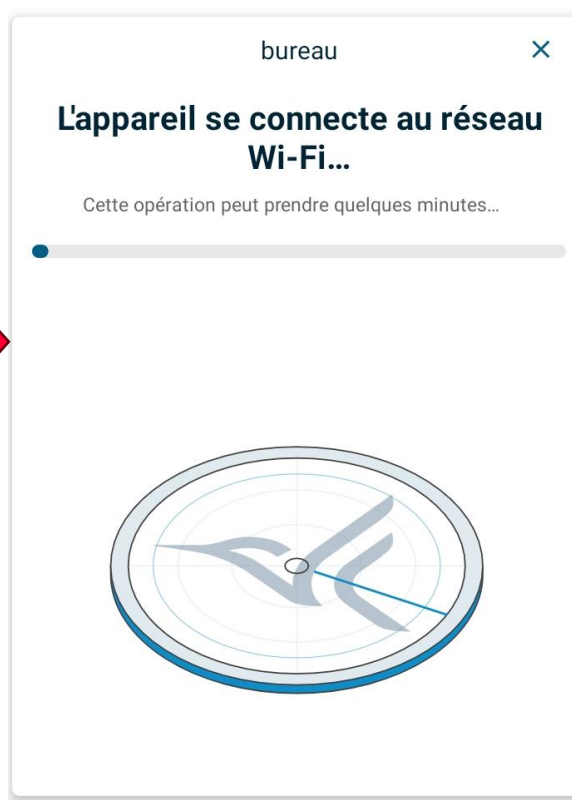 bureau
L'appareil se connecte au réseau
Wi-Fi…
Cette opération peut prendre quelques minutes…